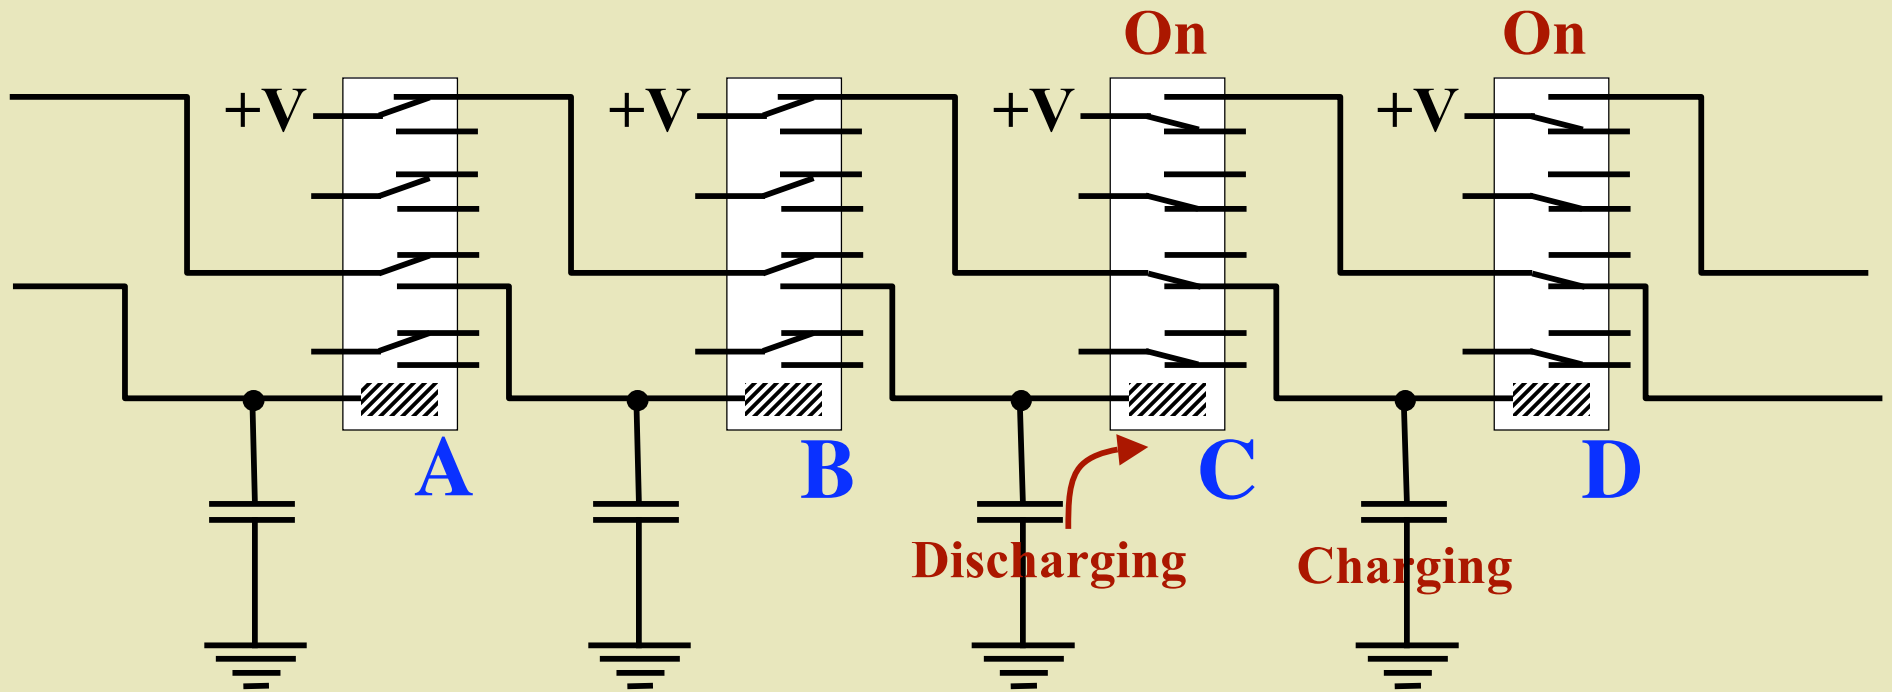 On On
+V +V +V +V
A B C D
Discharging Charging